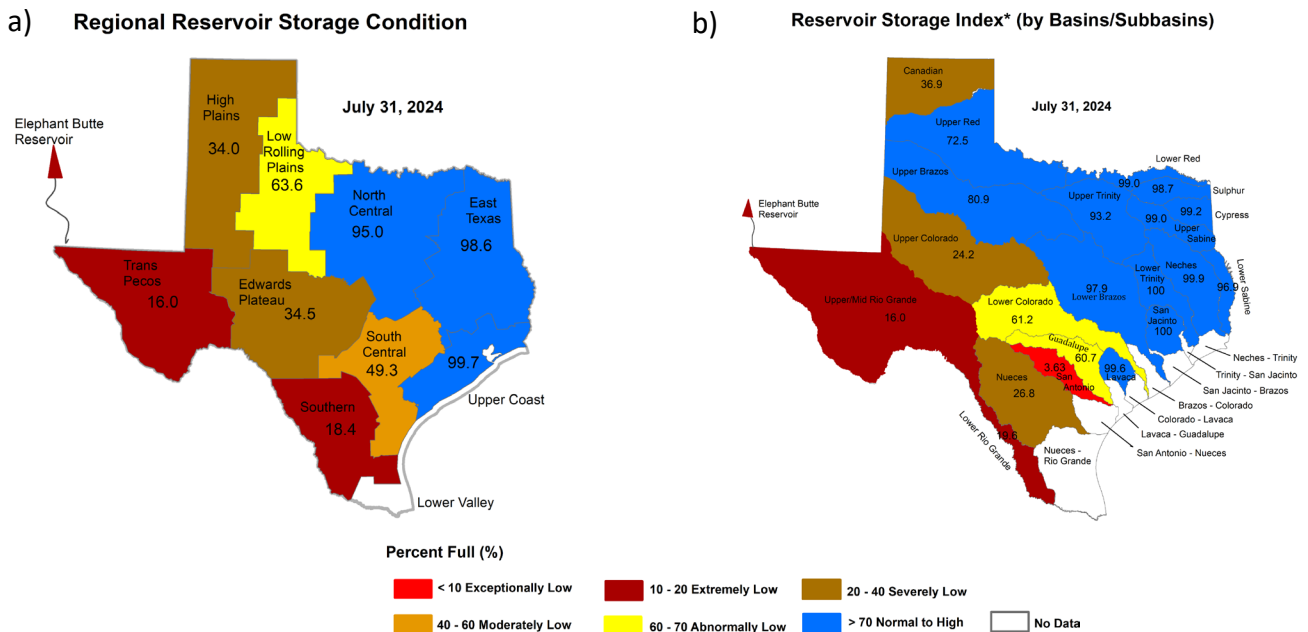 a)
Regional Reservoir Storage Condition
July 31, 2024
Elephant Butte
Reservoir
High
Plains
34.0
Low
Rolling
Plains
63.6
North
Central
95.0
East
Texas
98.6
Trans
Pecos
16.0
Edwards
Plateau
34.5
South
Central
49.3
99.7
Upper Coast
Southern
18.4
Lower Valley
b)
Reservoir Storage Index* (by Basins/Subbasins)
July 31, 2024
Elephant Butte
Reservoir
Canadian
36.9
Upper Red
72.5
Lower Red
Upper Brazos
80.9
Upper Trinity
93.2
99.0
98.7
Sulphur
99.2
Cypress
99.0
Upper
Sabine
Upper Colorado
24.2
Lower
Trinity
100
Neches
99.9
96.9
Lower Sabine
97.9
Lower Brazos
Upper/Mid Rio Grande
16.0
Lower Colorado
61.2
San
Jacinto
100
Guadalupe
60.7
3.63
San
Antonio
99.6
Lavaca
Nueces
26.8
19.6
Lower Rio Grande
Nueces -
Rio Grande
Neches - Trinity
Trinity - San Jacinto
San Jacinto - Brazos
Brazos - Colorado
Colorado - Lavaca
Lavaca - Guadalupe
San Antonio - Nueces
Percent Full (%)
< 10 Exceptionally Low
10 - 20 Extremely Low
20 - 40 Severely Low
40 - 60 Moderately Low
60 - 70 Abnormally Low
> 70 Normal to High
No Data